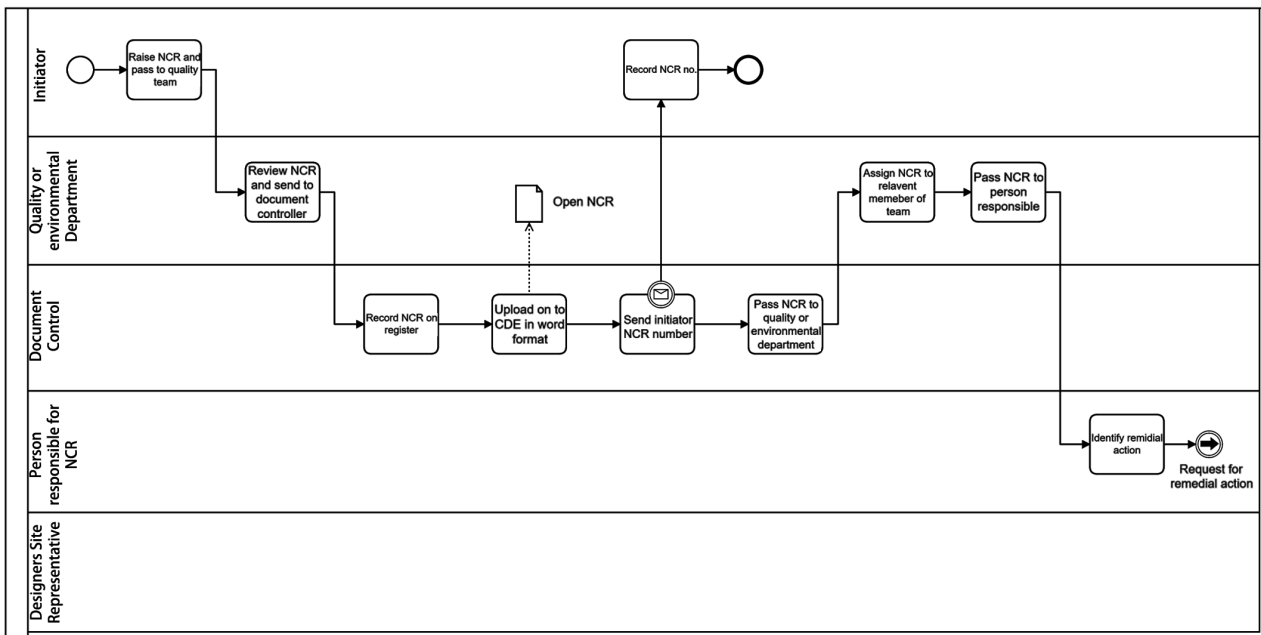 Initiator
Raise NCR and
pass to quality
team
Record NCR no.
Quality or
environmental
Department
Review NCR
and send to
document
controller
Open NCR
Assign NCR to
relavent
memeber of
team
Pass NCR to
person
responsible
Document
Control
Record NCR on
register
Upload on to
CDE in word
format
Send initiator
NCR number
Pass NCR to
quality or
environmental
department
Person
responsible for
NCR
Identify remidial
action
Request for
remedial action
Designers Site
Representative